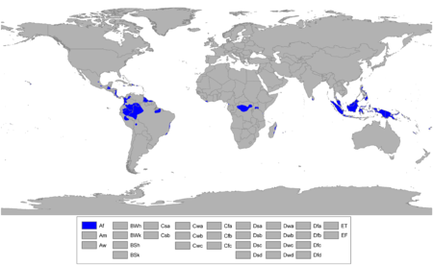 Af BWh Csa Cwa Cfa Dsa Dwa Dfa ET
Am BWk Csb Cwb Cfb Dsb Dwb Dfb EF
Aw BSh Cwc Cfc Dsc Dwc Dfc
BSk Dsd Dwd Dfd